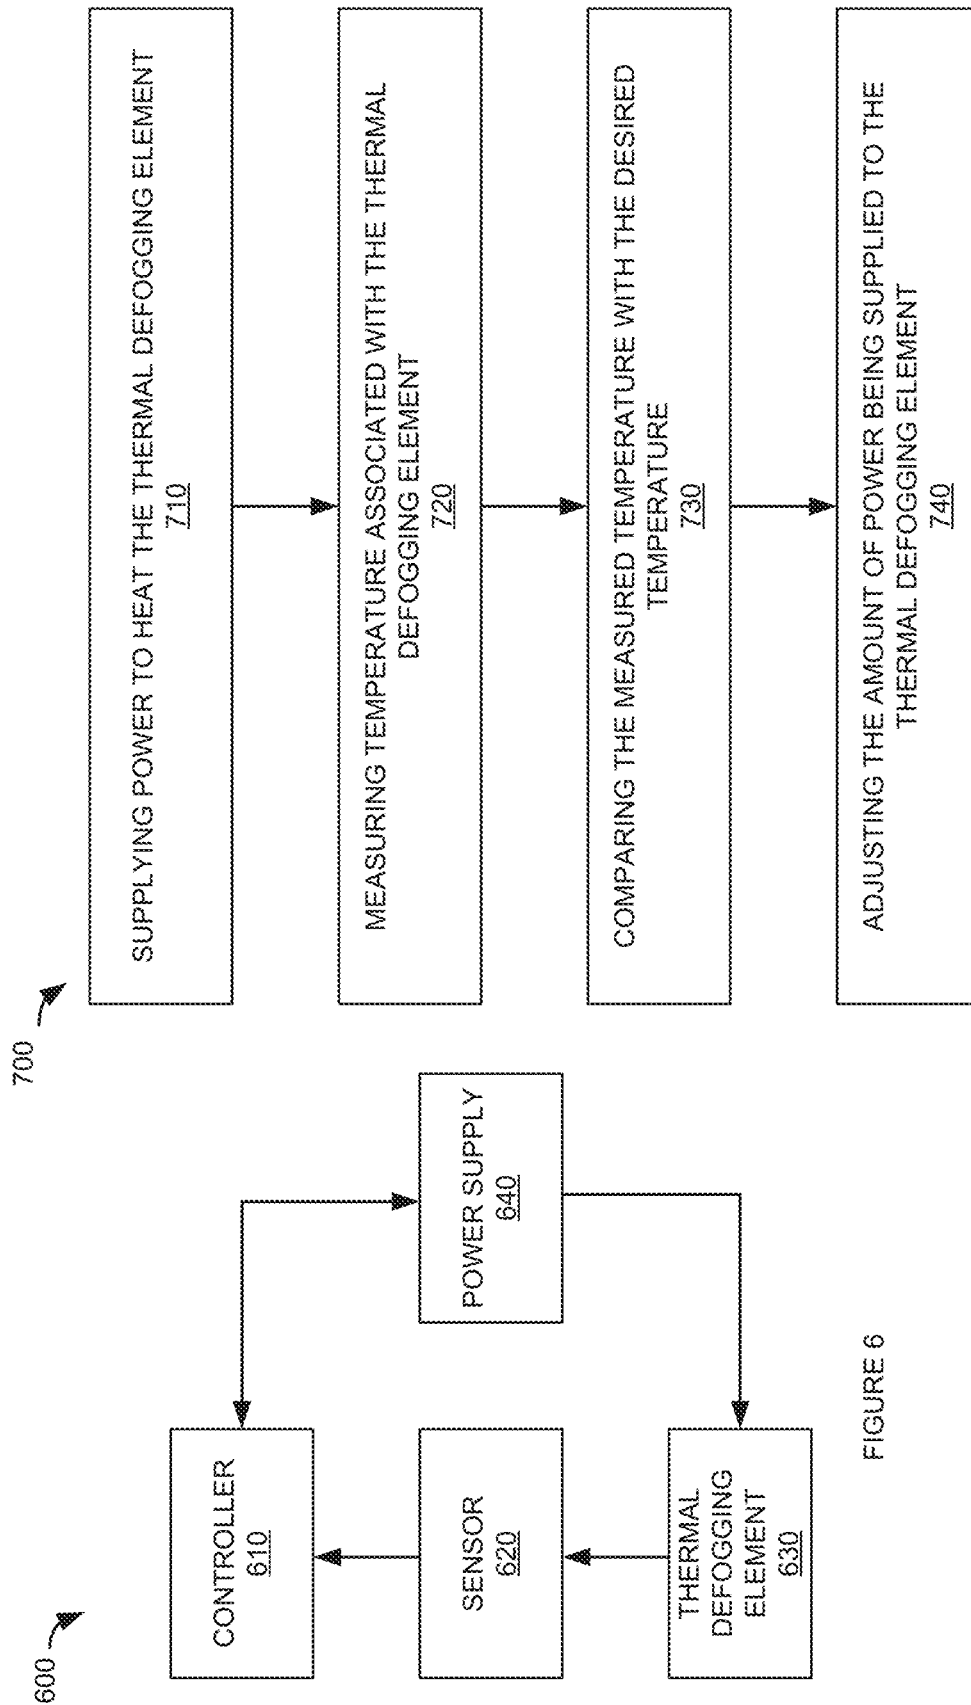 600
CONTROLLER
610
SENSOR
620
THERMAL
DEFOGGING
ELEMENT
630
POWER SUPPLY
640
FIGURE 6
700
SUPPLYING POWER TO HEAT THE THERMAL DEFOGGING ELEMENT
710
MEASURING TEMPERATURE ASSOCIATED WITH THE THERMAL
DEFOGGING ELEMENT
720
COMPARING THE MEASURED TEMPERATURE WITH THE DESIRED
TEMPERATURE
730
ADJUSTING THE AMOUNT OF POWER BEING SUPPLIED TO THE
THERMAL DEFOGGING ELEMENT
740